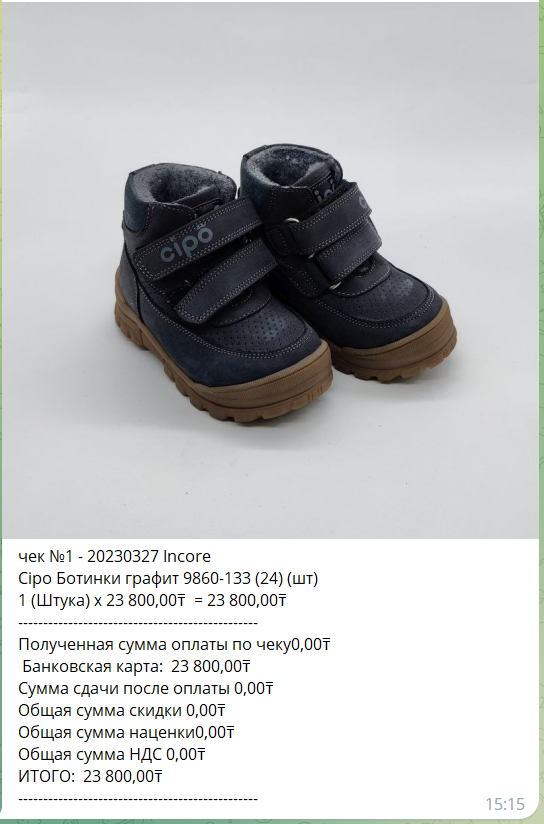 cipö
чек №1 - 20230327 Incore
Cipo Ботинки графит 9860-133 (24) (шт)
1 (Штука) x 23 800,00₸ = 23 800,00₸
------------------------------------------------
Полученная сумма оплаты по чеку0,00₸
Банковская карта: 23 800,00₸
Сумма сдачи после оплаты 0,00₸
Общая сумма скидки 0,00₸
Общая сумма наценки0,00₸
Общая сумма НДС 0,00₸
ИТОГО: 23 800,00₸
------------------------------------------------
15:15